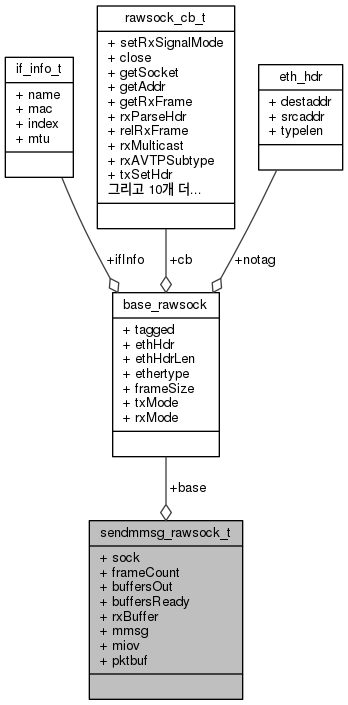 rawsock_cb_t
+ setRxSignalMode
+ close
+ getSocket
+ getAddr
+ getRxFrame
+ rxParseHdr
+ relRxFrame
+ rxMulticast
+ rxAVTPSubtype
+ txSetHdr
그리고 10개 더...
if_info_t
+ name
+ mac
+ index
+ mtu
eth_hdr
+ destaddr
+ srcaddr
+ typelen
+ifInfo
+cb
+notag
base_rawsock
+ tagged
+ ethHdr
+ ethHdrLen
+ ethertype
+ frameSize
+ txMode
+ rxMode
+base
sendmmsg_rawsock_t
+ sock
+ frameCount
+ buffersOut
+ buffersReady
+ rxBuffer
+ mmsg
+ miov
+ pktbuf